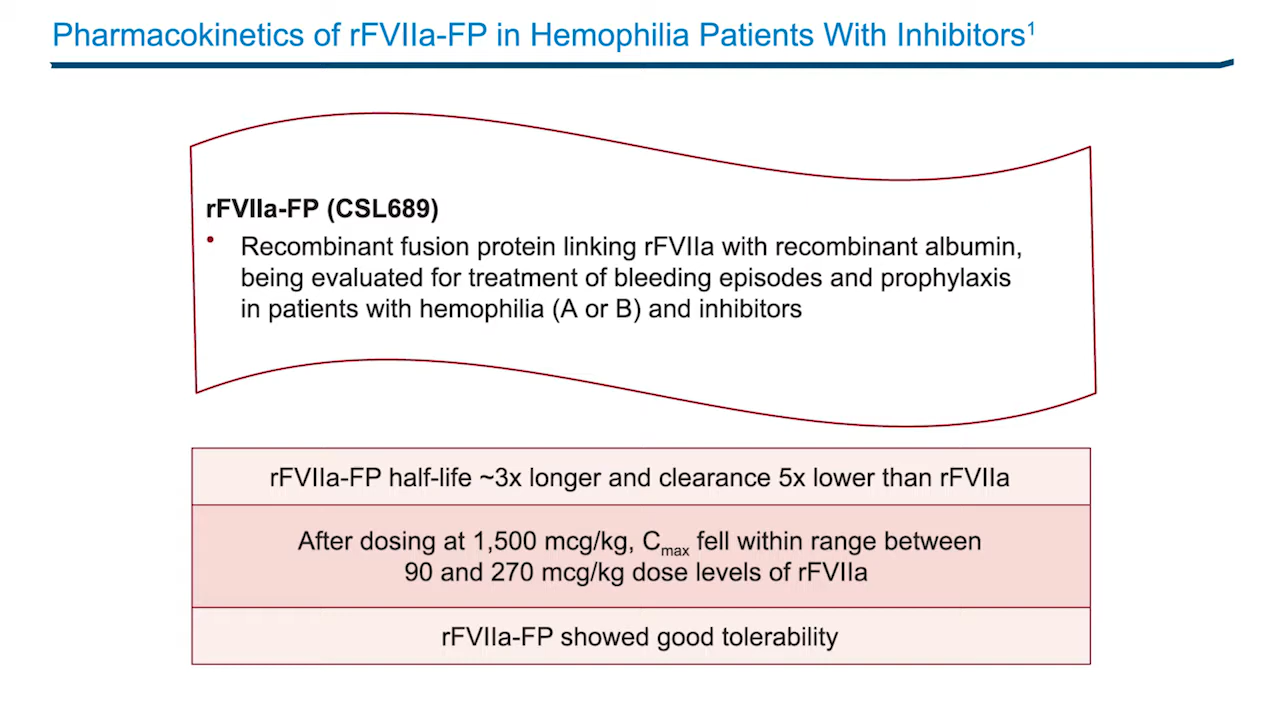 Pharmacokinetics of rFVIIa-FP in Hemophilia Patients With Inhibitors¹
rFVIIa-FP (CSL689)
• Recombinant fusion protein linking rFVIIa with recombinant albumin,
being evaluated for treatment of bleeding episodes and prophylaxis
in patients with hemophilia (A or B) and inhibitors
rFVIIa-FP half-life ~3x longer and clearance 5x lower than rFVIIa
After dosing at 1,500 mcg/kg, Cmax fell within range between
90 and 270 mcg/kg dose levels of rFVIIa
rFVIIa-FP showed good tolerability